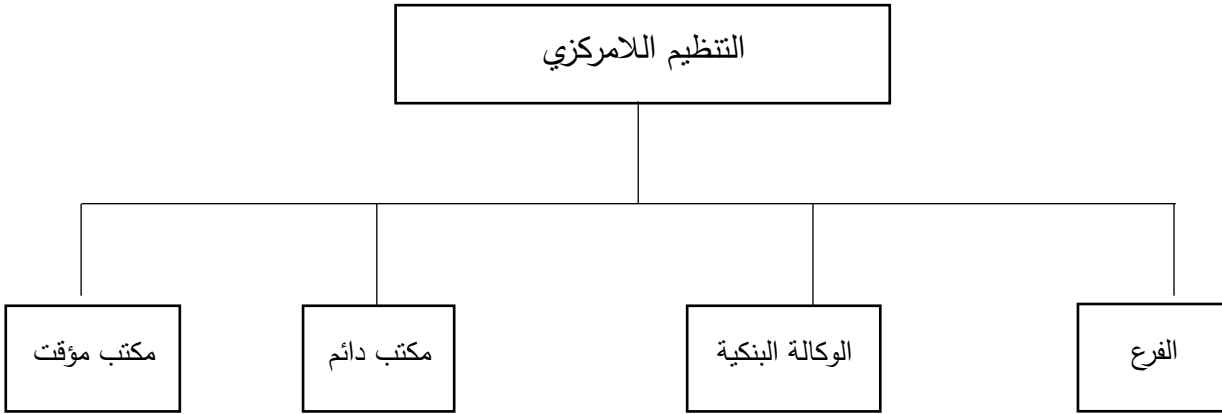 التنظيم اللامركزي
الفرع
الوكالة البنكية
مكتب دائم
مكتب مؤقت